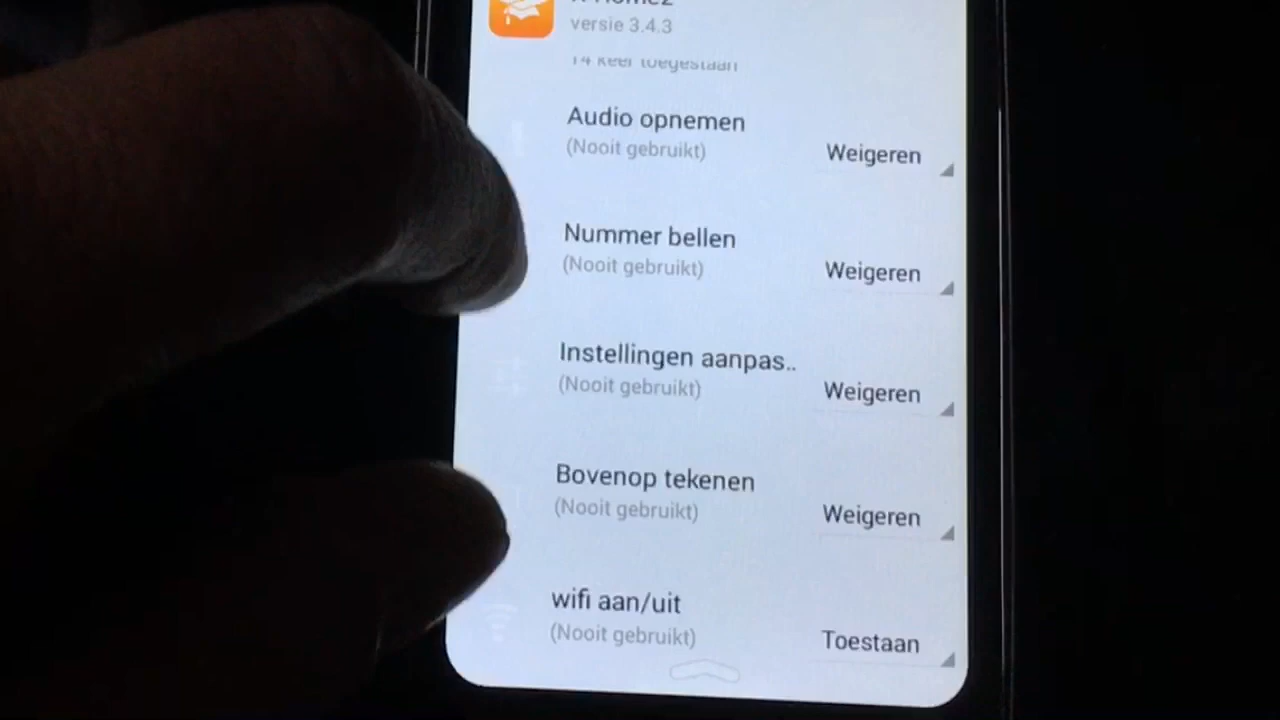 versie 3.4.3
14 keer toegestaan
Audio opnemen
(Nooit gebruikt)
Weigeren
Nummer bellen
(Nooit gebruikt)
Weigeren
Instellingen aanpas..
(Nooit gebruikt)
Weigeren
Bovenop tekenen
(Nooit gebruikt)
Weigeren
wifi aan/uit
(Nooit gebruikt)
Toestaan